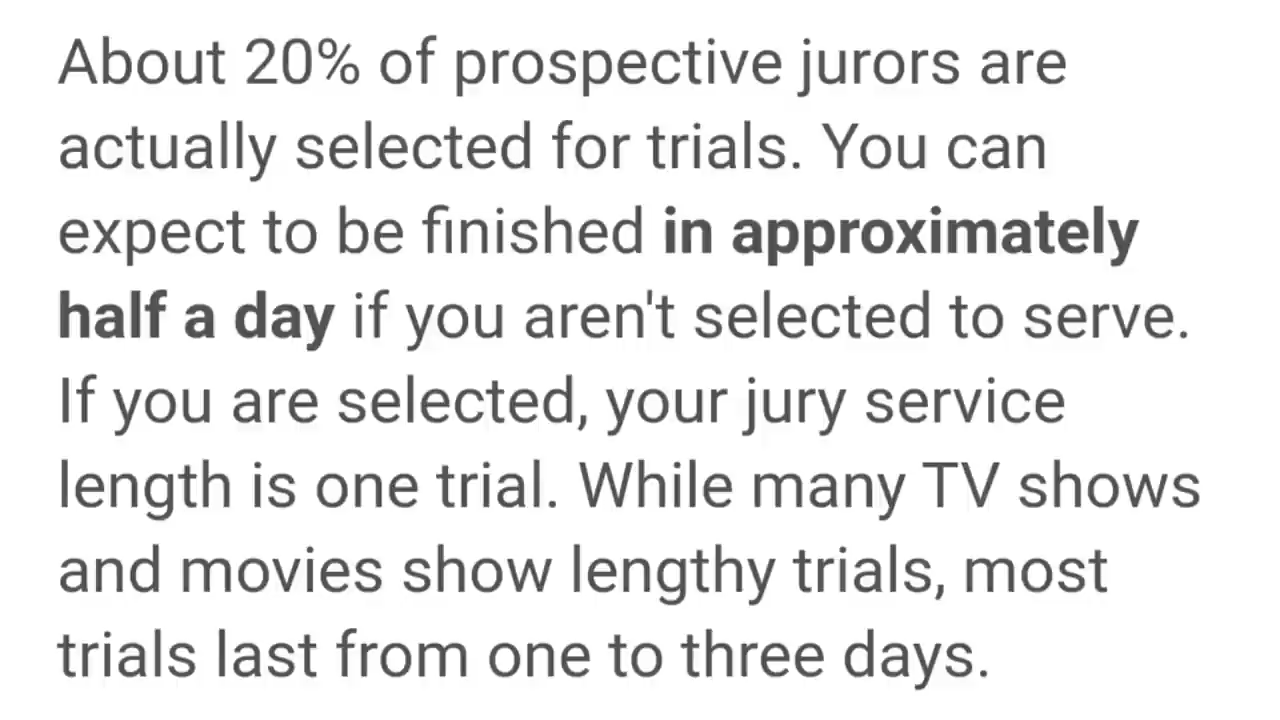 About 20% of prospective jurors are
actually selected for trials. You can
expect to be finished in approximately
half a day if you aren't selected to serve.
If you are selected, your jury service
length is one trial. While many TV shows
and movies show lengthy trials, most
trials last from one to three days.